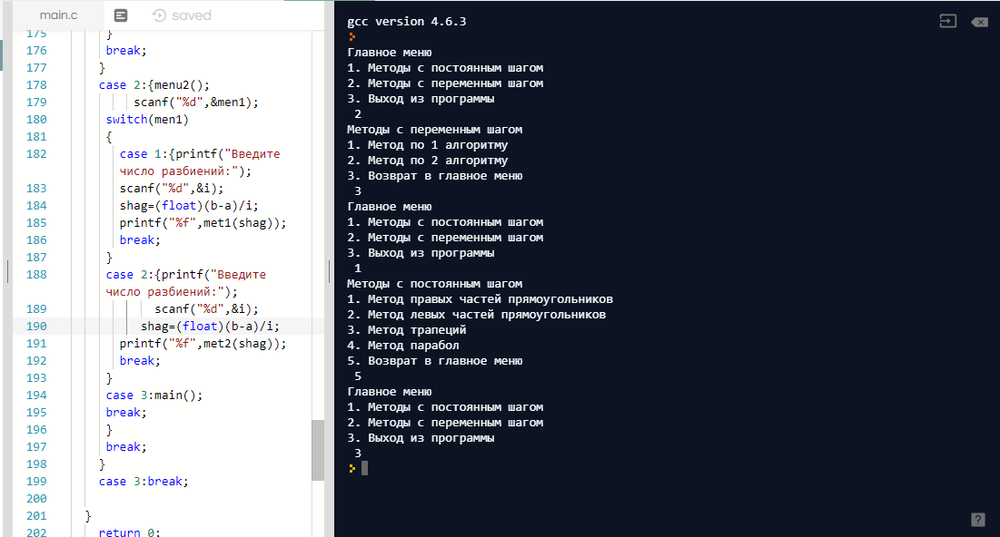 main.c saved
175 }
176 break;
177 }
178 case 2:{menu2();
179 scanf("%d",&men1);
180 switch(men1)
181 {
182 case 1:{printf("Введите
число разбиений:");
183 scanf("%d",&i);
184 shag=(float)(b-a)/i;
185 printf("%f",met1(shag));
186 break;
187 }
188 case 2:{printf("Введите
число разбиений:");
189 scanf("%d",&i);
190 shag=(float)(b-a)/i;
191 printf("%f",met2(shag));
192 break;
193 }
194 case 3:main();
195 break;
196 }
197 break;
198 }
199 case 3:break;
200
201 }
202 return 0;
gcc version 4.6.3
Главное меню
1. Методы с постоянным шагом
2. Методы с переменным шагом
3. Выход из программы
2
Методы с переменным шагом
1. Метод по 1 алгоритму
2. Метод по 2 алгоритму
3. Возврат в главное меню
3
Главное меню
1. Методы с постоянным шагом
2. Методы с переменным шагом
3. Выход из программы
1
Методы с постоянным шагом
1. Метод правых частей прямоугольников
2. Метод левых частей прямоугольников
3. Метод трапеций
4. Метод парабол
5. Возврат в главное меню
5
Главное меню
1. Методы с постоянным шагом
2. Методы с переменным шагом
3. Выход из программы
3
?